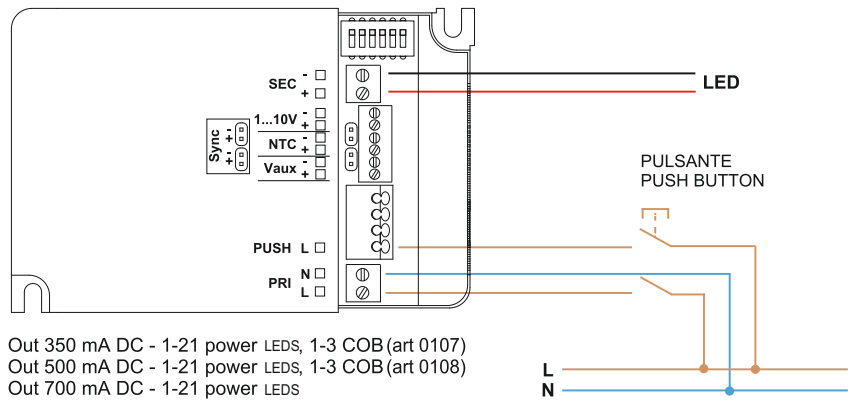 SEC -
+
1...10V -
+
NTC -
+
Vaux -
+
Sync
+ -
+ -
LED
PULSANTE
PUSH BUTTON
PUSH L
PRI N
L
Out 350 mA DC - 1-21 power LEDS, 1-3 COB (art 0107)
Out 500 mA DC - 1-21 power LEDS, 1-3 COB (art 0108)
Out 700 mA DC - 1-21 power LEDS
L
N